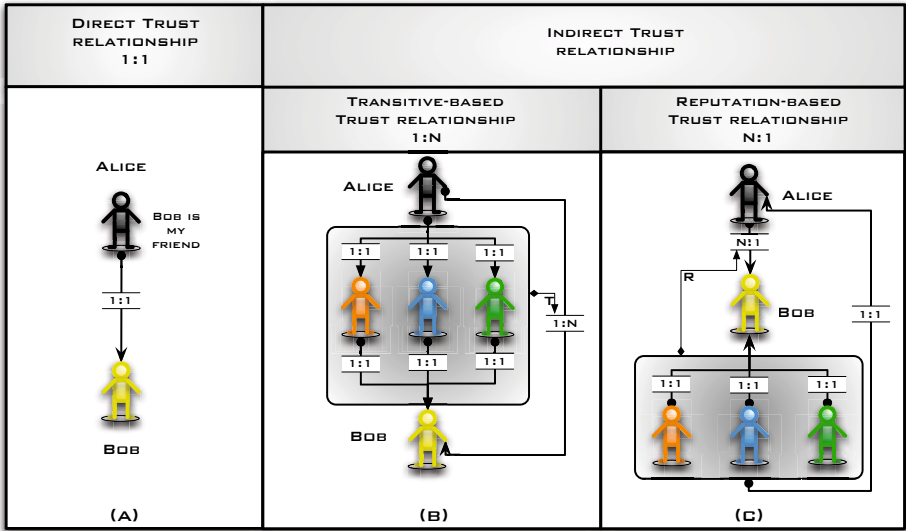 DIRECT TRUST
RELATIONSHIP
1:1
INDIRECT TRUST
RELATIONSHIP
TRANSITIVE-BASED
TRUST RELATIONSHIP
1:N
REPUTATION-BASED
TRUST RELATIONSHIP
N:1
ALICE
BOB IS
MY
FRIEND
1:1
BOB
(A)
ALICE
1:1
1:1
1:1
T
1:N
1:1
1:1
1:1
BOB
(B)
ALICE
N:1
R
BOB
1:1
1:1
1:1
1:1
(C)